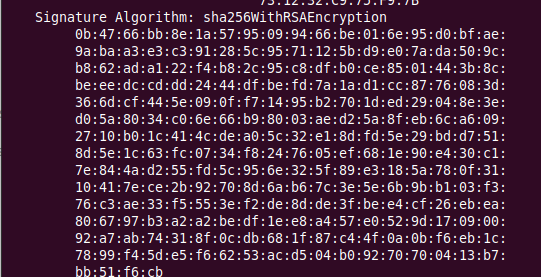 Signature Algorithm: sha256WithRSAEncryption
0b:47:66:bb:8e:1a:57:95:09:94:66:be:01:6e:95:d0:bf:ae:
9a:ba:a3:e3:c3:91:28:5c:95:71:12:5b:d9:e0:7a:da:50:9c:
b8:62:ad:a1:22:f4:b8:2c:95:c8:df:b0:ce:85:01:44:3b:8c:
be:ee:dc:cd:dd:24:44:df:be:fd:7a:1a:d1:cc:87:76:08:3d:
36:6d:cf:44:5e:09:0f:f7:14:95:b2:70:1d:ed:29:04:8e:3e:
d0:5a:80:34:c0:6e:66:b9:80:03:ae:d2:5a:8f:eb:6c:a6:09:
27:10:b0:1c:41:4c:de:a0:5c:32:e1:8d:fd:5e:29:bd:d7:51:
8d:5e:1c:63:fc:07:34:f8:24:76:05:ef:68:1e:90:e4:30:c1:
7e:84:4a:d2:55:fd:5c:95:6e:32:5f:89:e3:18:5a:78:0f:31:
10:41:7e:ce:2b:92:70:8d:6a:b6:7c:3e:5e:6b:9b:b1:03:f3:
76:c3:ae:33:f5:55:3e:f2:de:8d:de:3f:be:e4:cf:26:eb:ea:
80:67:97:b3:a2:a2:be:df:1e:e8:a4:57:e0:52:9d:17:09:00:
92:a7:ab:74:31:8f:0c:db:68:1f:87:c4:4f:0a:0b:f6:eb:1c:
78:99:f4:5d:e5:f6:62:53:ac:d5:04:b0:92:70:70:04:13:b7:
bb:51:f6:cb